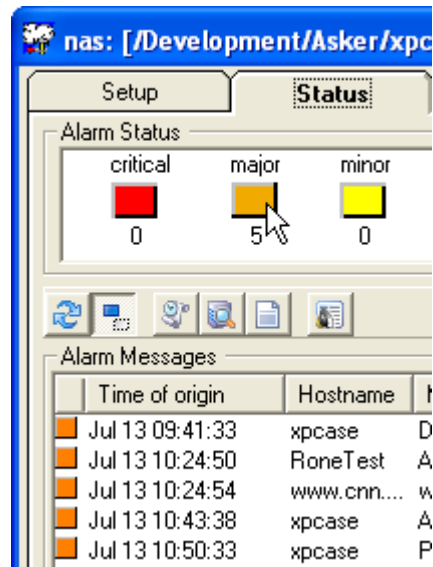 nas: [/Development/Asker/xpc
Setup Status
Alarm Status
critical major minor
0 5 0
Alarm Messages
Time of origin Hostname
Jul 13 09:41:33 xpcase D
Jul 13 10:24:50 RoneTest A
Jul 13 10:24:54 www.cnn.... w
Jul 13 10:43:38 xpcase A
Jul 13 10:50:33 xpcase P